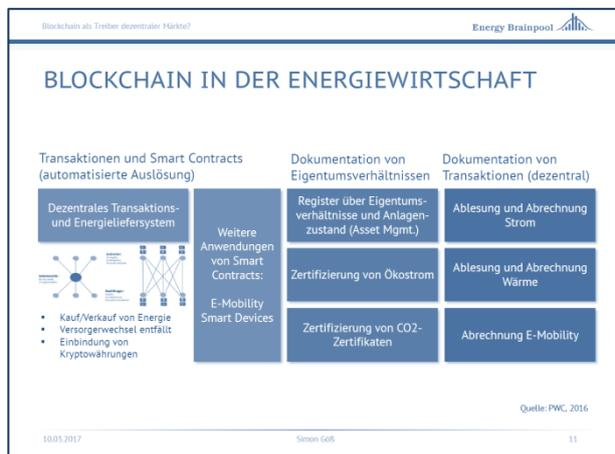 Blockchain als Treiber dezentraler Märkte?
Energy Brainpool
BLOCKCHAIN IN DER ENERGIEWIRTSCHAFT
Transaktionen und Smart Contracts
(automatisierte Auslösung)
Dezentrales Transaktions-
und Energieliefersystem
Kauf/Verkauf von Energie
Versorgerwechsel entfällt
Einbindung von
Kryptowährungen
Weitere
Anwendungen
von Smart
Contracts:
E-Mobility
Smart Devices
Dokumentation von
Eigentumsverhältnissen
Register über Eigentums-
verhältnisse und Anlagen-
zustand (Asset Mgmt.)
Zertifizierung von Ökostrom
Zertifizierung von CO2-
Zertifikaten
Dokumentation von
Transaktionen (dezentral)
Ablesung und Abrechnung
Strom
Ablesung und Abrechnung
Wärme
Abrechnung E-Mobility
Quelle: PWC, 2016
10.03.2017
Simon Göß
11